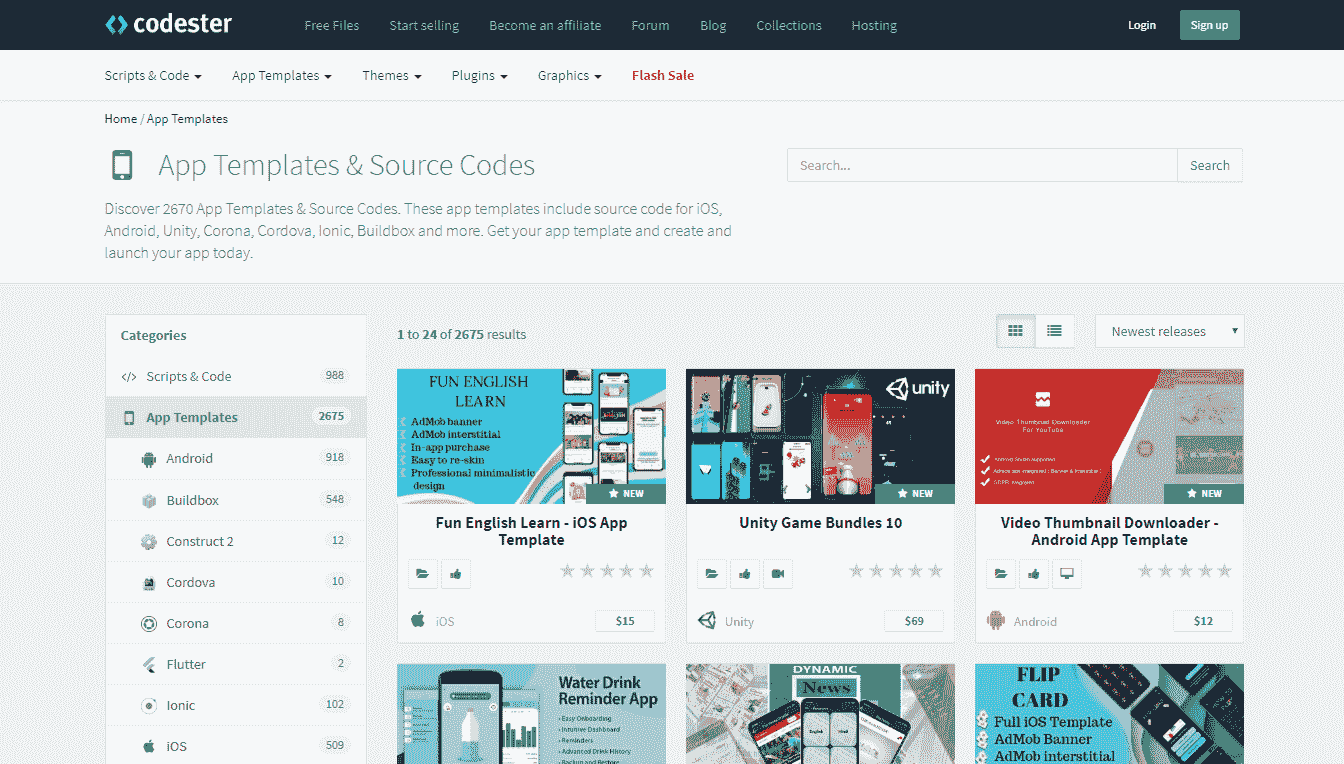 codester
Free Files
Start selling
Become an affiliate
Forum
Blog
Collections
Hosting
Login
Sign up
Scripts & Code
App Templates
Themes
Plugins
Graphics
Flash Sale
Home / App Templates
App Templates & Source Codes
Search...
Search
Discover 2670 App Templates & Source Codes. These app templates include source code for iOS,
Android, Unity, Corona, Cordova, Ionic, Buildbox and more. Get your app template and create and
launch your app today.
Categories
Scripts & Code 988
App Templates 2675
Android 918
Buildbox 548
Construct 2 12
Cordova 10
Corona 8
Flutter 2
Ionic 102
iOS 509
1 to 24 of 2675 results
Newest releases
FUN ENGLISH
LEARN
AdMob banner
AdMob interstitial
In-app purchase
Easy to re-skin
Professional minimalistic
design
NEW
Fun English Learn - iOS App
Template
iOS
$15
unity
NEW
Unity Game Bundles 10
Unity
$69
Video Thumbnail Downloader
For YouTube
NEW
Video Thumbnail Downloader -
Android App Template
Android
$12
Water Drink
Reminder App
• Easy Onboarding
• Intuitive Dashboard
• Reminders
• Advanced Drink History
• Backup and Restore
DYNAMIC
News
English
FLIP
CARD
Full iOS Template
AdMob Banner
AdMob interstitial